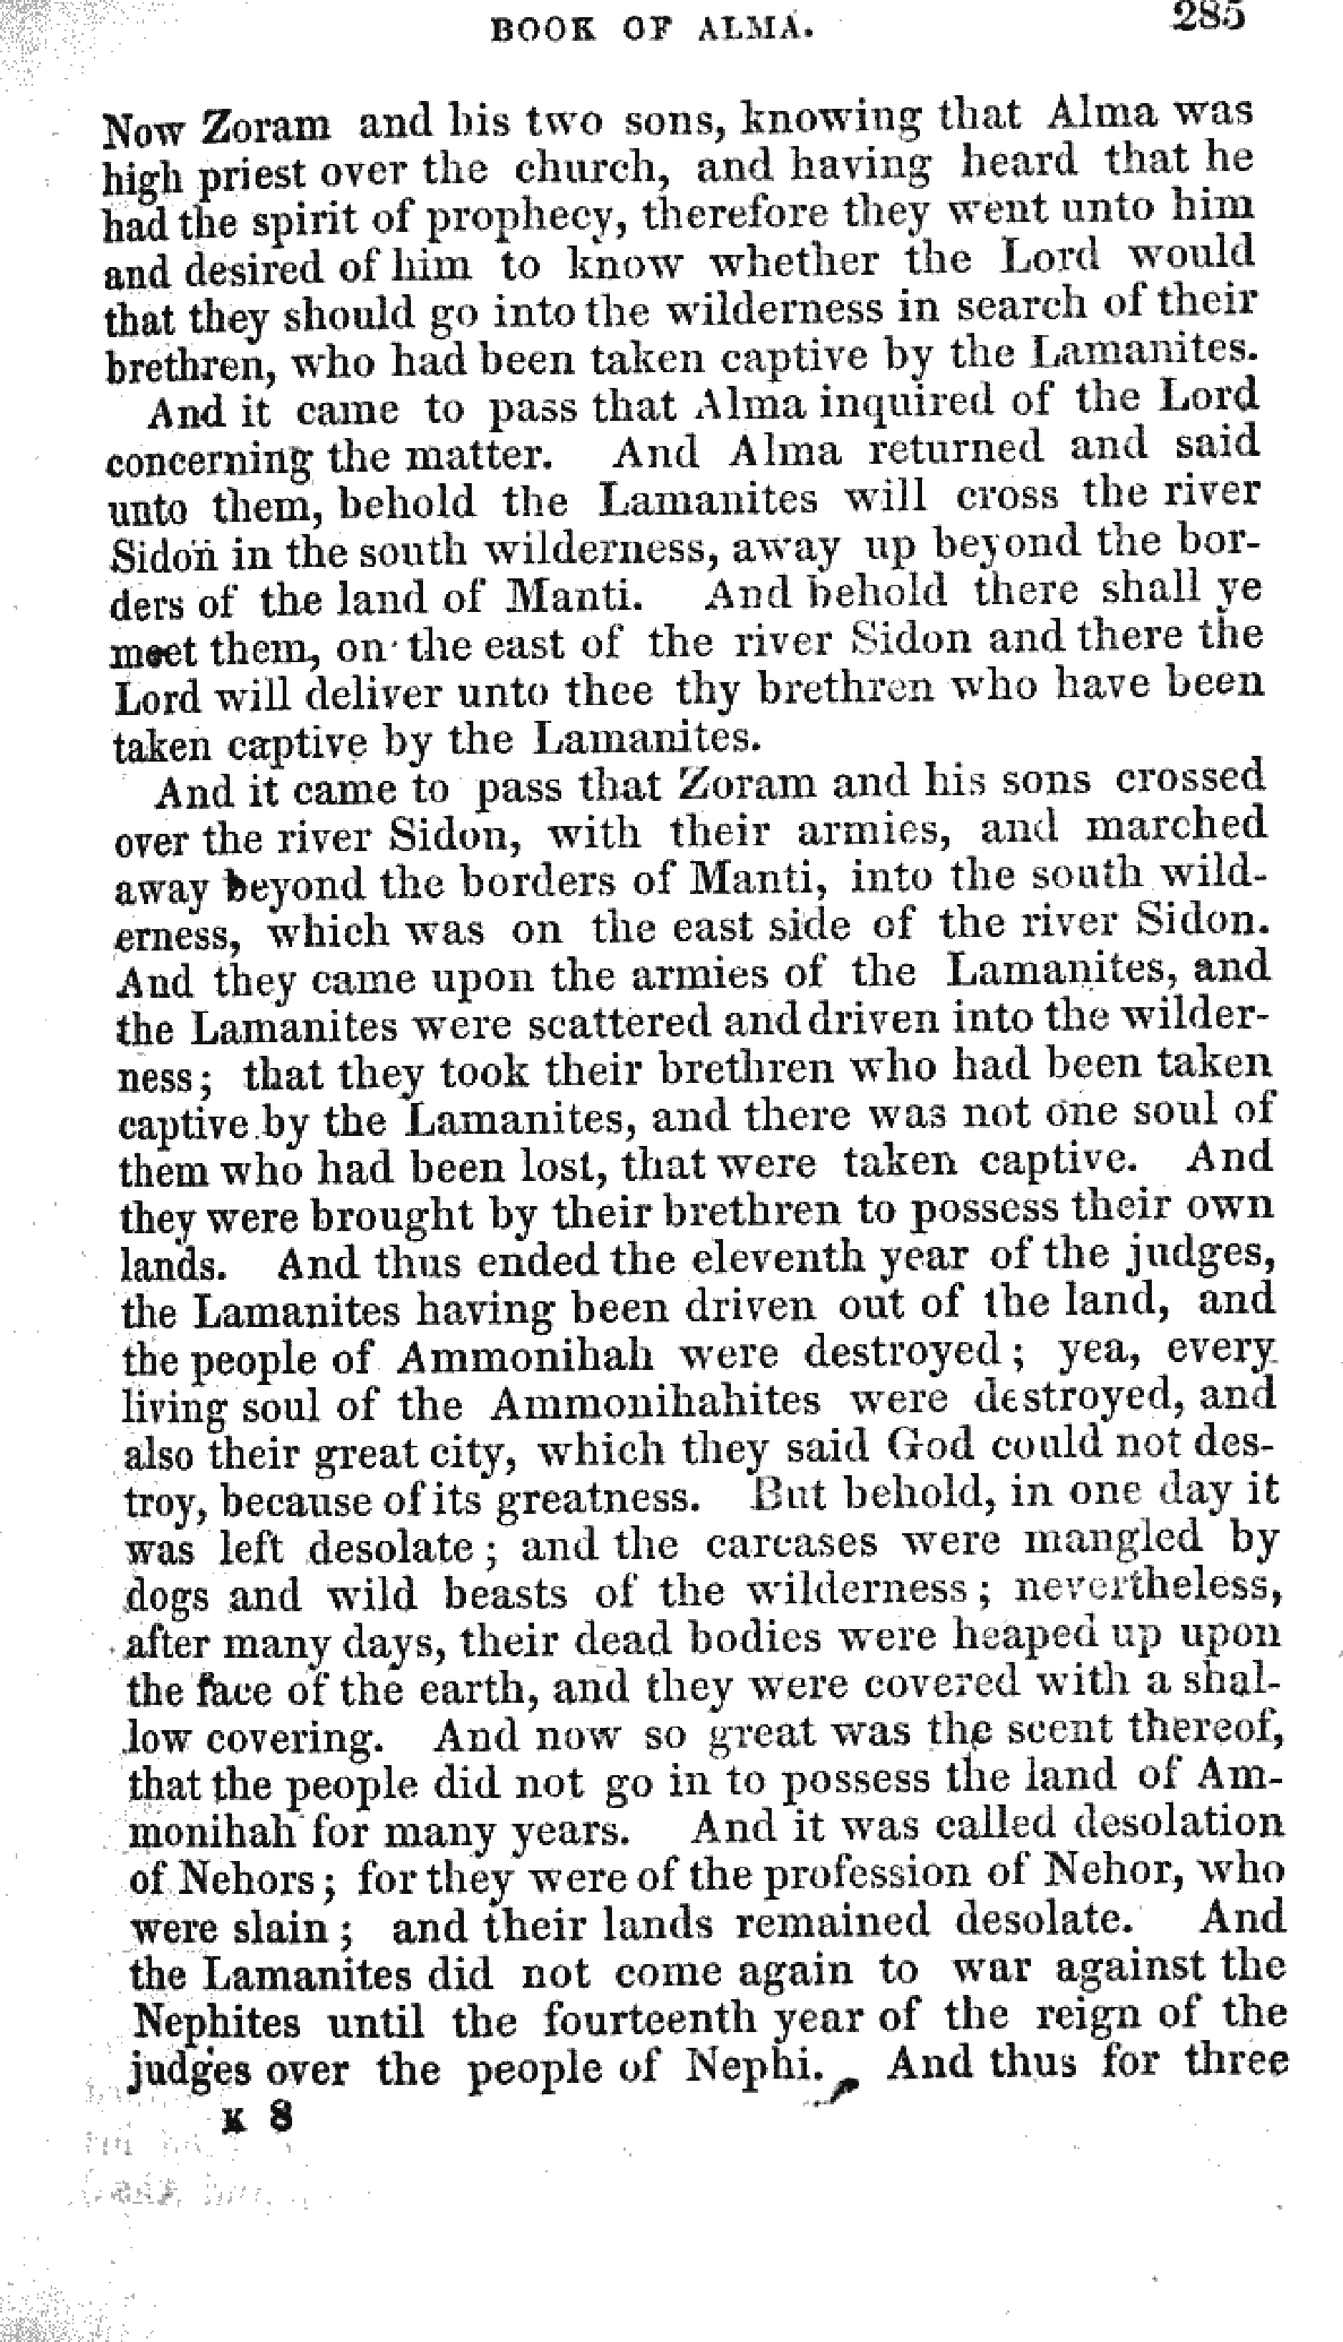 BOOK OF ALMA. 285
Now Zoram and his two sons, knowing that Alma was
high priest over the church, and having heard that he
had the spirit of prophecy, therefore they went unto him
and desired of him to know whether the Lord would
that they should go into the wilderness in search of their
brethren, who had been taken captive by the Lamanites.
And it came to pass that Alma inquired of the Lord
concerning the matter. And Alma returned and said
unto them, behold the Lamanites will cross the river
Sidon in the south wilderness, away up beyond the bor-
ders of the land of Manti. And behold there shall ye
meet them, on the east of the river Sidon and there the
Lord will deliver unto thee thy brethren who have been
taken captive by the Lamanites.
And it came to pass that Zoram and his sons crossed
over the river Sidon, with their armies, and marched
away beyond the borders of Manti, into the south wild-
erness, which was on the east side of the river Sidon.
And they came upon the armies of the Lamanites, and
the Lamanites were scattered and driven into the wilder-
ness; that they took their brethren who had been taken
captive by the Lamanites, and there was not one soul of
them who had been lost, that were taken captive. And
they were brought by their brethren to possess their own
lands. And thus ended the eleventh year of the judges,
the Lamanites having been driven out of the land, and
the people of Ammonihah were destroyed; yea, every
living soul of the Ammonihahites were destroyed, and
also their great city, which they said God could not des-
troy, because of its greatness. But behold, in one day it
was left desolate; and the carcases were mangled by
dogs and wild beasts of the wilderness; nevertheless,
after many days, their dead bodies were heaped up upon
the face of the earth, and they were covered with a shal-
low covering. And now so great was the scent thereof,
that the people did not go in to possess the land of Am-
monihah for many years. And it was called desolation
of Nehors; for they were of the profession of Nehor, who
were slain; and their lands remained desolate. And
the Lamanites did not come again to war against the
Nephites until the fourteenth year of the reign of the
judges over the people of Nephi. And thus for three
K 8